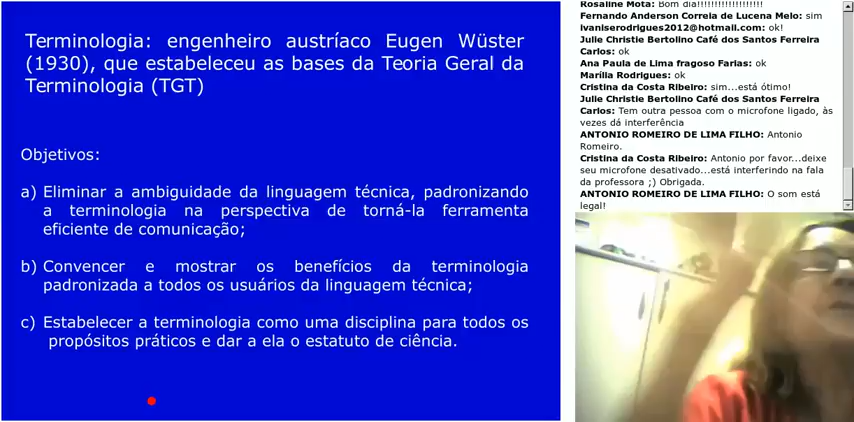 Terminologia: engenheiro austríaco Eugen Wüster
(1930), que estabeleceu as bases da Teoria Geral da
Terminologia (TGT)
Objetivos:
a) Eliminar a ambiguidade da linguagem técnica, padronizando
a terminologia na perspectiva de torná-la ferramenta
eficiente de comunicação;
b) Convencer e mostrar os benefícios da terminologia
padronizada a todos os usuários da linguagem técnica;
c) Estabelecer a terminologia como uma disciplina para todos os
propósitos práticos e dar a ela o estatuto de ciência.
Rosaline Mota: Bom dia!!!!!!!!!!!!!!!!!!!
Fernando Anderson Correia de Lucena Melo: sim
ivaniserodrigues2012@hotmail.com: ok!
Julie Christie Bertolino Café dos Santos Ferreira
Carlos: ok
Ana Paula de Lima fragoso Farias: ok
Marília Rodrigues: ok
Cristina da Costa Ribeiro: sim...está ótimo!
Julie Christie Bertolino Café dos Santos Ferreira
Carlos: Tem outra pessoa com o microfone ligado, às
vezes dá interferência
ANTONIO ROMEIRO DE LIMA FILHO: Antonio
Romeiro.
Cristina da Costa Ribeiro: Antonio por favor...deixe
seu microfone desativado...está interferindo na fala
da professora ;) Obrigada.
ANTONIO ROMEIRO DE LIMA FILHO: O som está
legal!